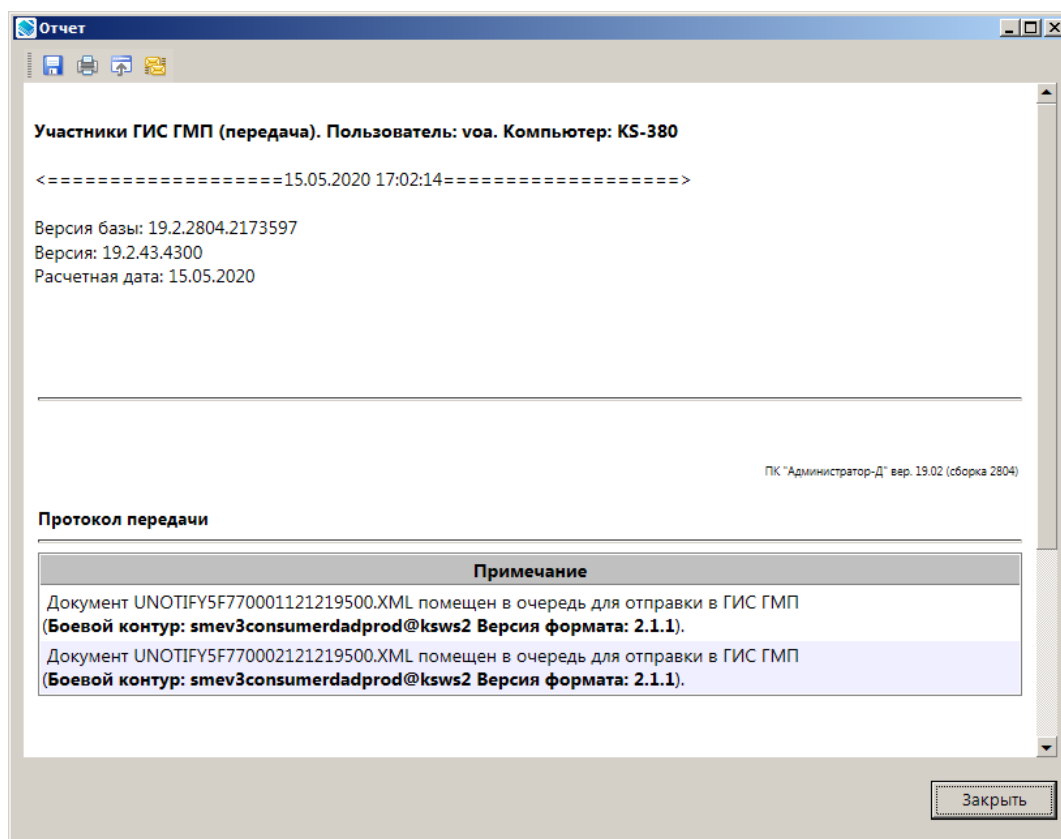 Отчет
Участники ГИС ГМП (передача). Пользователь: voa. Компьютер: KS-380
<===================15.05.2020 17:02:14===================>
Версия базы: 19.2.2804.2173597
Версия: 19.2.43.4300
Расчетная дата: 15.05.2020
ПК "Администратор-Д" вер. 19.02 (сборка 2804)
Протокол передачи
Примечание
Документ UNOTIFY5F770001121219500.XML помещен в очередь для отправки в ГИС ГМП
(Боевой контур: smev3consumerdadprod@ksws2 Версия формата: 2.1.1).
Документ UNOTIFY5F770002121219500.XML помещен в очередь для отправки в ГИС ГМП
(Боевой контур: smev3consumerdadprod@ksws2 Версия формата: 2.1.1).
Закрыть